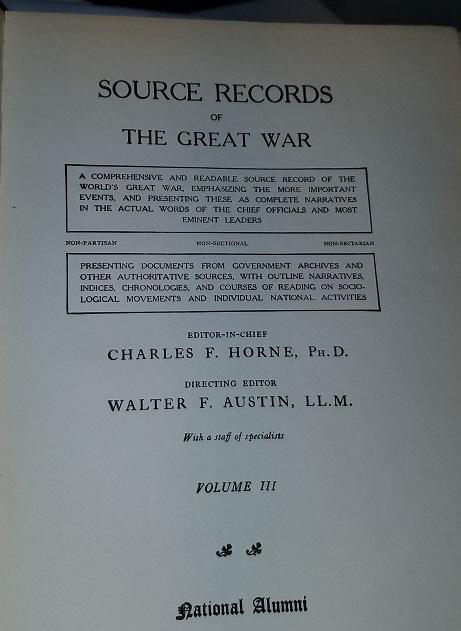 SOURCE RECORDS
OF
THE GREAT WAR
A COMPREHENSIVE AND READABLE SOURCE RECORD OF THE
WORLD'S GREAT WAR, EMPHASIZING THE MORE IMPORTANT
EVENTS, AND PRESENTING THESE AS COMPLETE NARRATIVES
IN THE ACTUAL WORDS OF THE CHIEF OFFICIALS AND MOST
EMINENT LEADERS
NON-PARTISAN NON-SECTIONAL NON-SECTARIAN
PRESENTING DOCUMENTS FROM GOVERNMENT ARCHIVES AND
OTHER AUTHORITATIVE SOURCES, WITH OUTLINE NARRATIVES,
INDICES, CHRONOLOGIES, AND COURSES OF READING ON SOCIO-
LOGICAL MOVEMENTS AND INDIVIDUAL NATIONAL ACTIVITIES
EDITOR-IN-CHIEF
CHARLES F. HORNE, PH.D.
DIRECTING EDITOR
WALTER F. AUSTIN, LL.M.
With a staff of specialists
VOLUME III
National Alumni